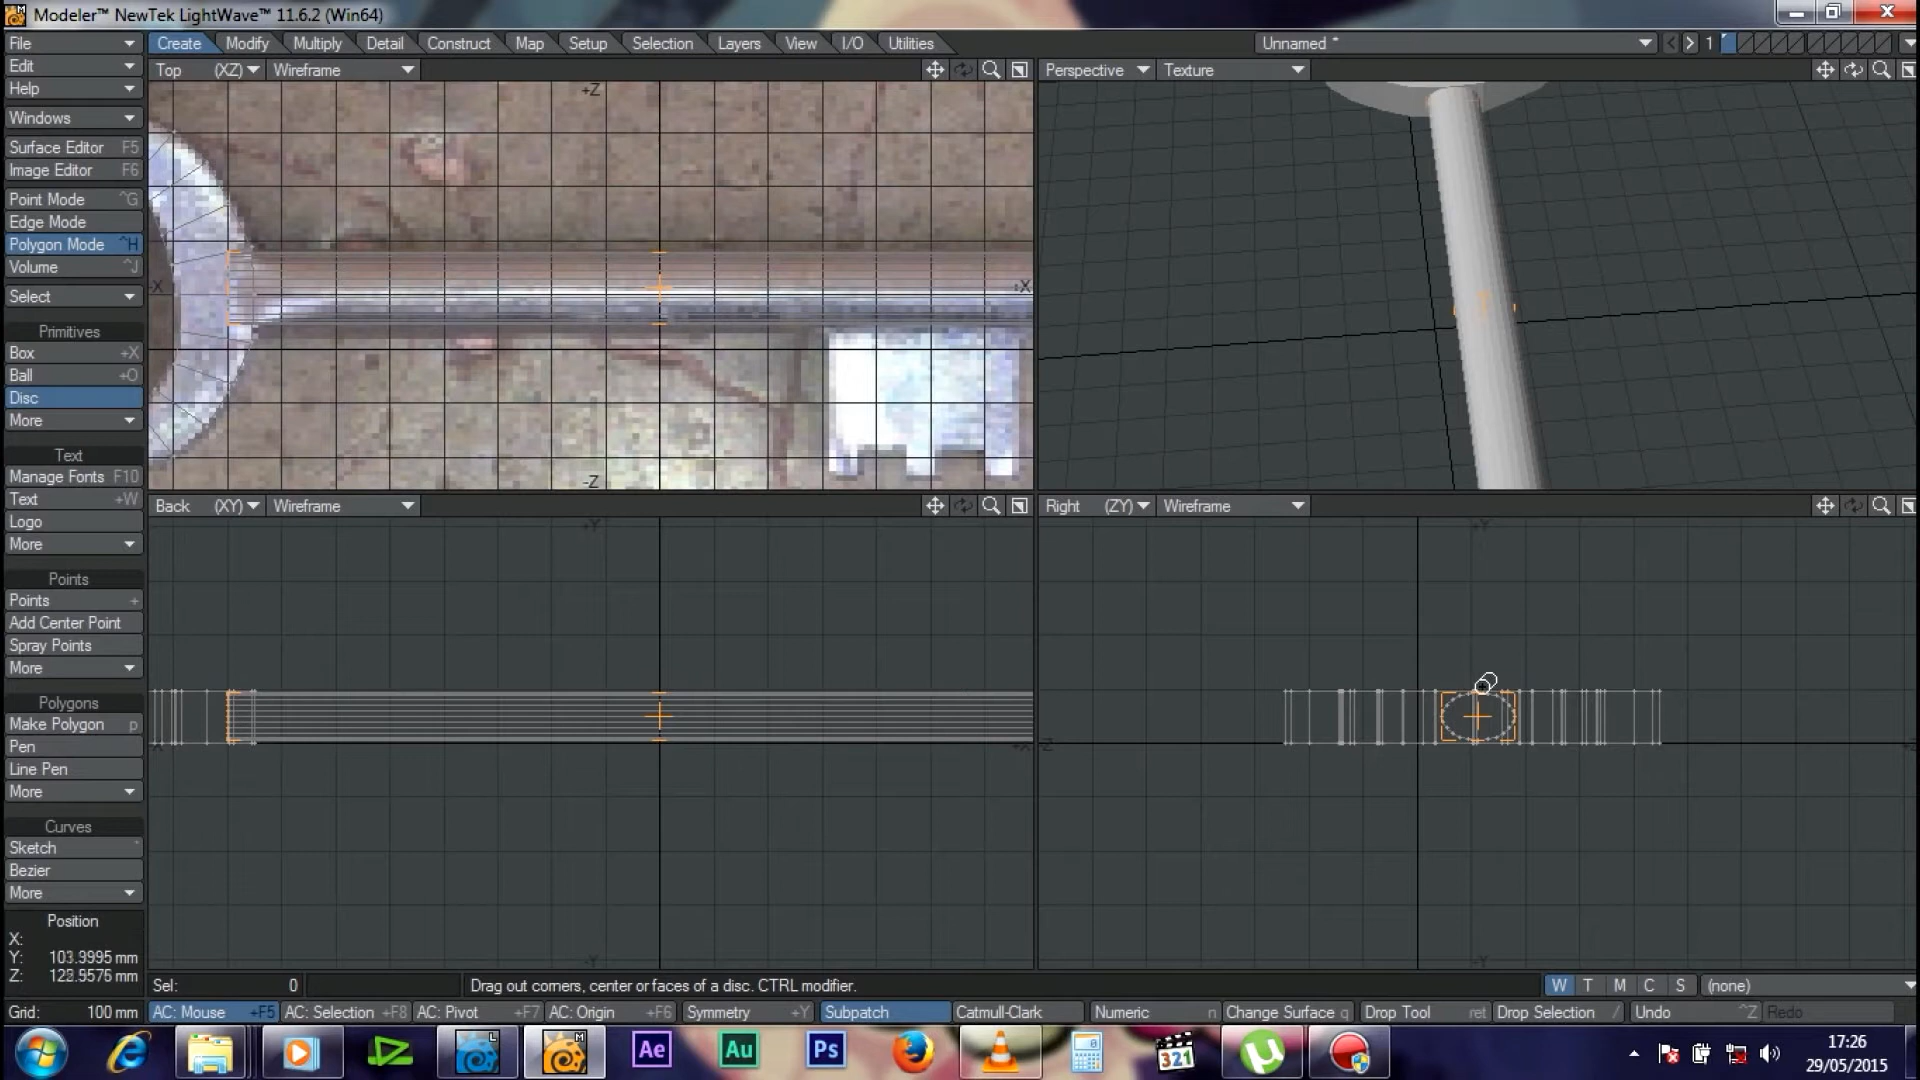 Modeler™ NewTek LightWave™ 11.6.2 (Win64)
File
Create Modify Multiply Detail Construct Map Setup Selection Layers View I/O Utilities
Unnamed * 1
Edit
Help
Windows
Surface Editor F5
Image Editor F6
Point Mode ^G
Edge Mode
Polygon Mode ^H
Volume ^J
Select
Primitives
Box +X
Ball +O
Disc
More
Text
Manage Fonts F10
Text +W
Logo
More
Points
Points +
Add Center Point
Spray Points
More
Polygons
Make Polygon p
Pen
Line Pen
More
Curves
Sketch
Bezier
More
Position
X:
Y: 103.9995 mm
Z:
Grid: 100 mm
Top (XZ) Wireframe
+Z
-X
-Z
Perspective Texture
Back (XY) Wireframe
Right (ZY) Wireframe
Sel: 0
Drag out corners, center or faces of a disc. CTRL modifier.
W T M C S (none)
AC: Mouse +F5 AC: Selection +F8 AC: Pivot +F7 AC: Origin +F6 Symmetry +Y Subpatch Catmull-Clark Numeric n Change Surface q Drop Tool ret Drop Selection / Undo ^Z Redo
L
M
Ae
Au
Ps
321
17:26
29/05/2015